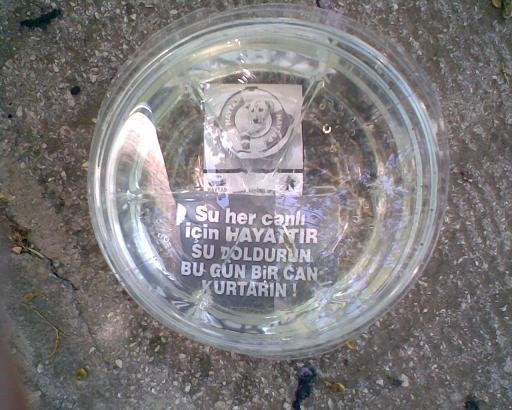 Su her canlı
için HAYATTIR
SU DOLDURUN
BU GÜN BİR CAN
KURTARIN !